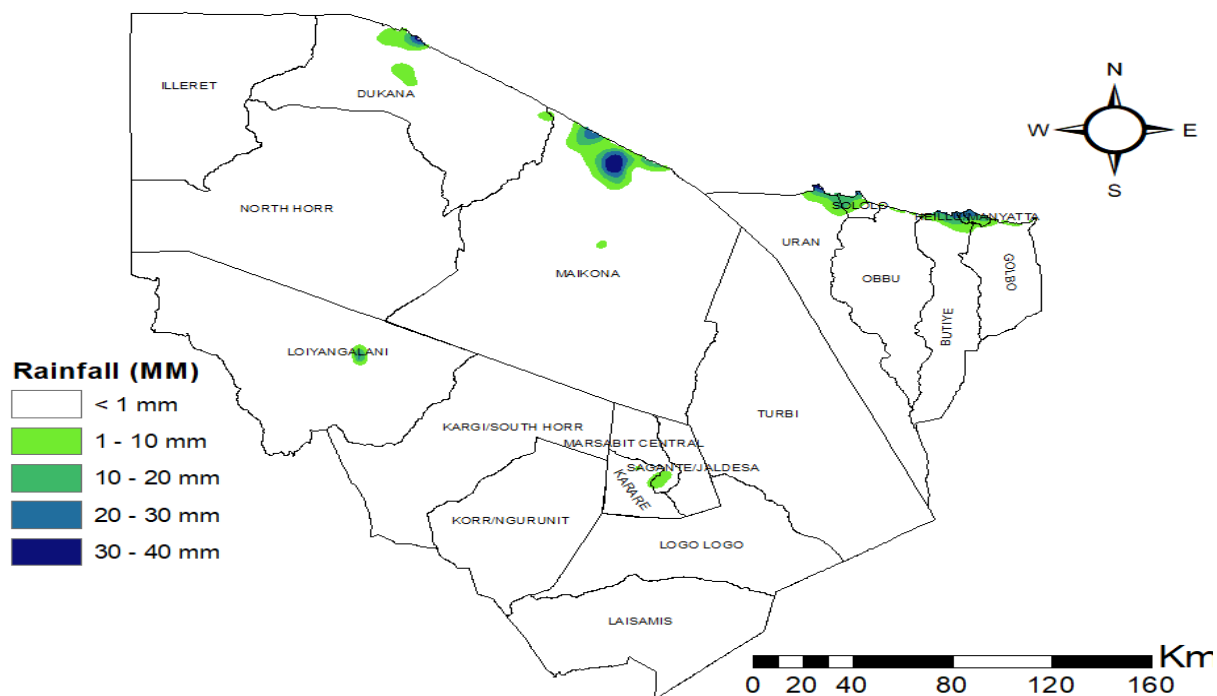 N
W E
S
ILLERET
DUKANA
NORTH HORR
SOLOLO
HEILLU/MANYATTA
URAN
MAIKONA
OBBU
GOLBO
BUTIYE
LOIYANGALANI
TURBI
KARGI/SOUTH HORR
MARSABIT CENTRAL
SAGANTE/JALDESA
KARARE
KORR/NGURUNIT
LOGO LOGO
LAISAMIS
Rainfall (MM)
< 1 mm
1 - 10 mm
10 - 20 mm
20 - 30 mm
30 - 40 mm
Km
0 20 40 80 120 160